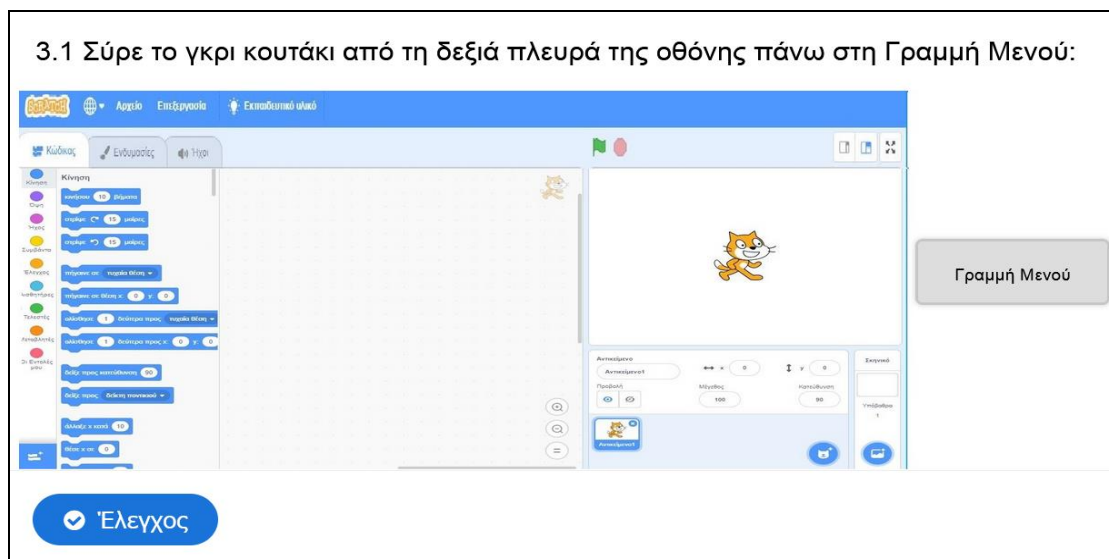 3.1 Σύρε το γκρι κουτάκι από τη δεξιά πλευρά της οθόνης πάνω στη Γραμμή Μενού:
SCRATCH Αρχείο Επεξεργασία Εκπαιδευτικό υλικό
Κώδικας Ενδυμασίες Ήχοι
Κίνηση
Κίνηση
κινήσου 10 βήματα
Όψη
στρίψε 15 μοίρες
Ήχος
στρίψε 15 μοίρες
Συμβάντα
Έλεγχος
πήγαινε σε τυχαία θέση
Αισθητήρες
πήγαινε σε θέση x: 0 y: 0
Τελεστές
ολίσθησε 1 δεύτερα προς τυχαία θέση
Μεταβλητές
ολίσθησε 1 δεύτερα προς x: 0 y: 0
Οι Εντολές μου
δείξε προς κατεύθυνση 90
δείξε προς δείκτη ποντικιού
άλλαξε x κατά 10
θέσε x σε 0
Αντικείμενο
Αντικείμενο1
x 0 y 0
Προβολή
Μέγεθος
100
Κατεύθυνση
90
Αντικείμενο1
Σκηνικό
Υπόβαθρα
1
Γραμμή Μενού
Έλεγχος